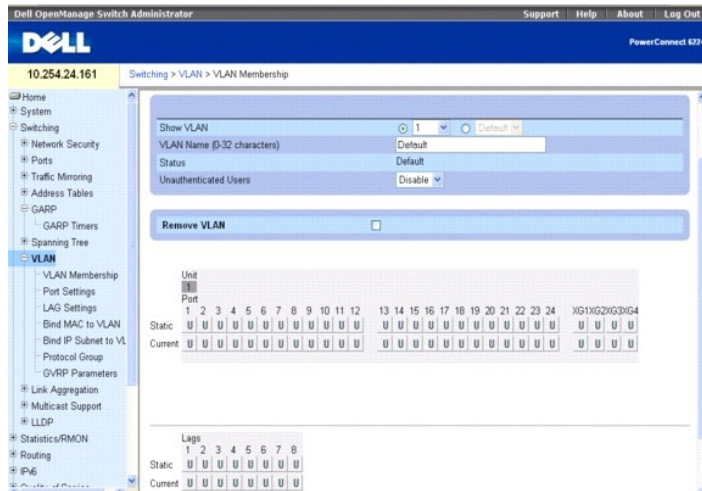 Dell OpenManage Switch Administrator Support Help About Log Out
DELL
PowerConnect 622
10.254.24.161
Switching > VLAN > VLAN Membership
Home
System
Switching
Network Security
Ports
Traffic Mirroring
Address Tables
GARP
GARP Timers
Spanning Tree
VLAN
VLAN Membership
Port Settings
LAG Settings
Bind MAC to VLAN
Bind IP Subnet to VL
Protocol Group
GVRP Parameters
Link Aggregation
Multicast Support
LLDP
Statistics/RMON
Routing
IPv6
Quality of Service
Show VLAN 1 Default
VLAN Name (0-32 characters) Default
Status Default
Unauthenticated Users Disable
Remove VLAN
Unit
1
Port
1 2 3 4 5 6 7 8 9 10 11 12 13 14 15 16 17 18 19 20 21 22 23 24 XG1 XG2 XG3 XG4
Static U U U U U U U U U U U U U U U U U U U U U U U U U U U U
Current U U U U U U U U U U U U U U U U U U U U U U U U U U U U
Lags
1 2 3 4 5 6 7 8
Static U U U U U U U U
Current U U U U U U U U